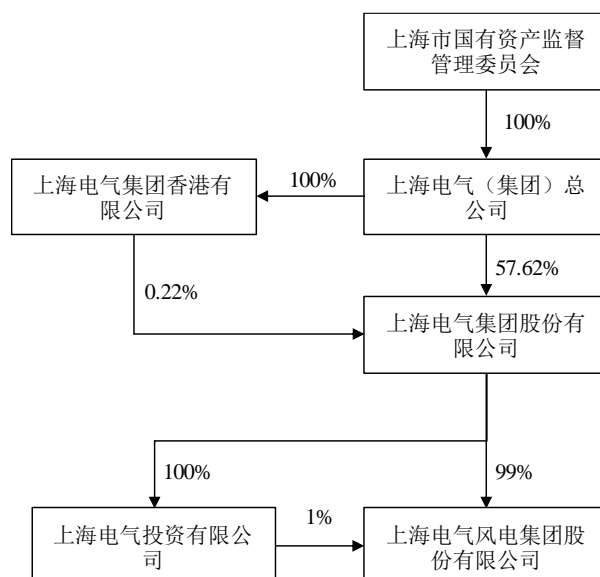 上海市国有资产监督
管理委员会
100%
上海电气集团香港有
限公司
100%
上海电气（集团）总
公司
57.62%
0.22%
上海电气集团股份有
限公司
100%
99%
上海电气投资有限公
司
1%
上海电气风电集团股
份有限公司